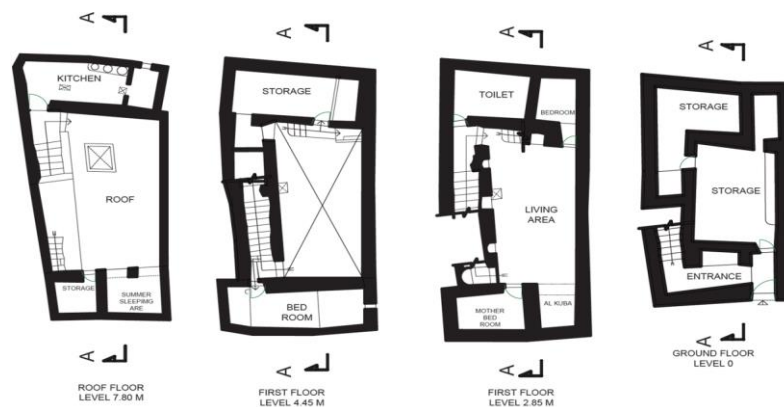 A
KITCHEN
ROOF
STORAGE
SUMMER
SLEEPIMG
ARE
A
ROOF FLOOR
LEVEL 7.80 M
A
STORAGE
BED
ROOM
A
FIRST FLOOR
LEVEL 4.45 M
A
TOILET
BEDROOM
LIVING
AREA
MOTHER
BED
ROOM
AL KUBA
A
FIRST FLOOR
LEVEL 2.85 M
A
STORAGE
STORAGE
ENTRANCE
A
GROUND FLOOR
LEVEL 0